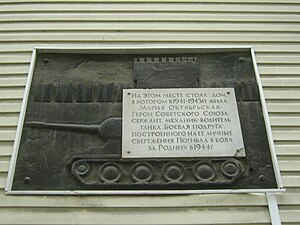 На этом месте стоял дом,
в котором в 1941-1943 гг. жила
Мария Октябрьская-
Герой Советского Союза,
сержант, механик-водитель
танка „Боевая подруга",
построенного на её личные
сбережения. Погибла в боях
за Родину в 1944 г.